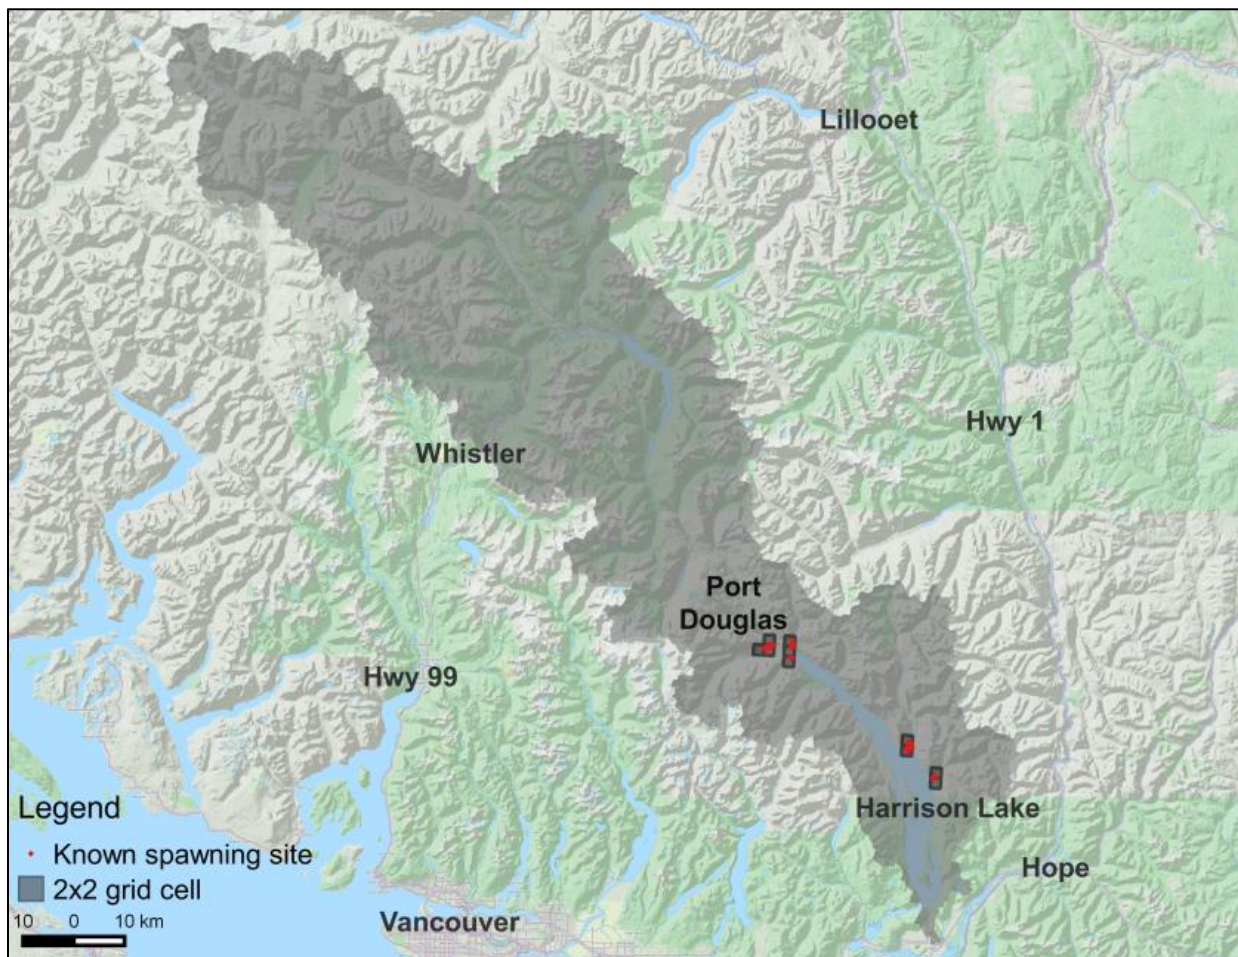 Lillooet
Hwy 1
Whistler
Port
Douglas
Hwy 99
Harrison Lake
Hope
Vancouver
Legend
Known spawning site
2x2 grid cell
10 0 10 km